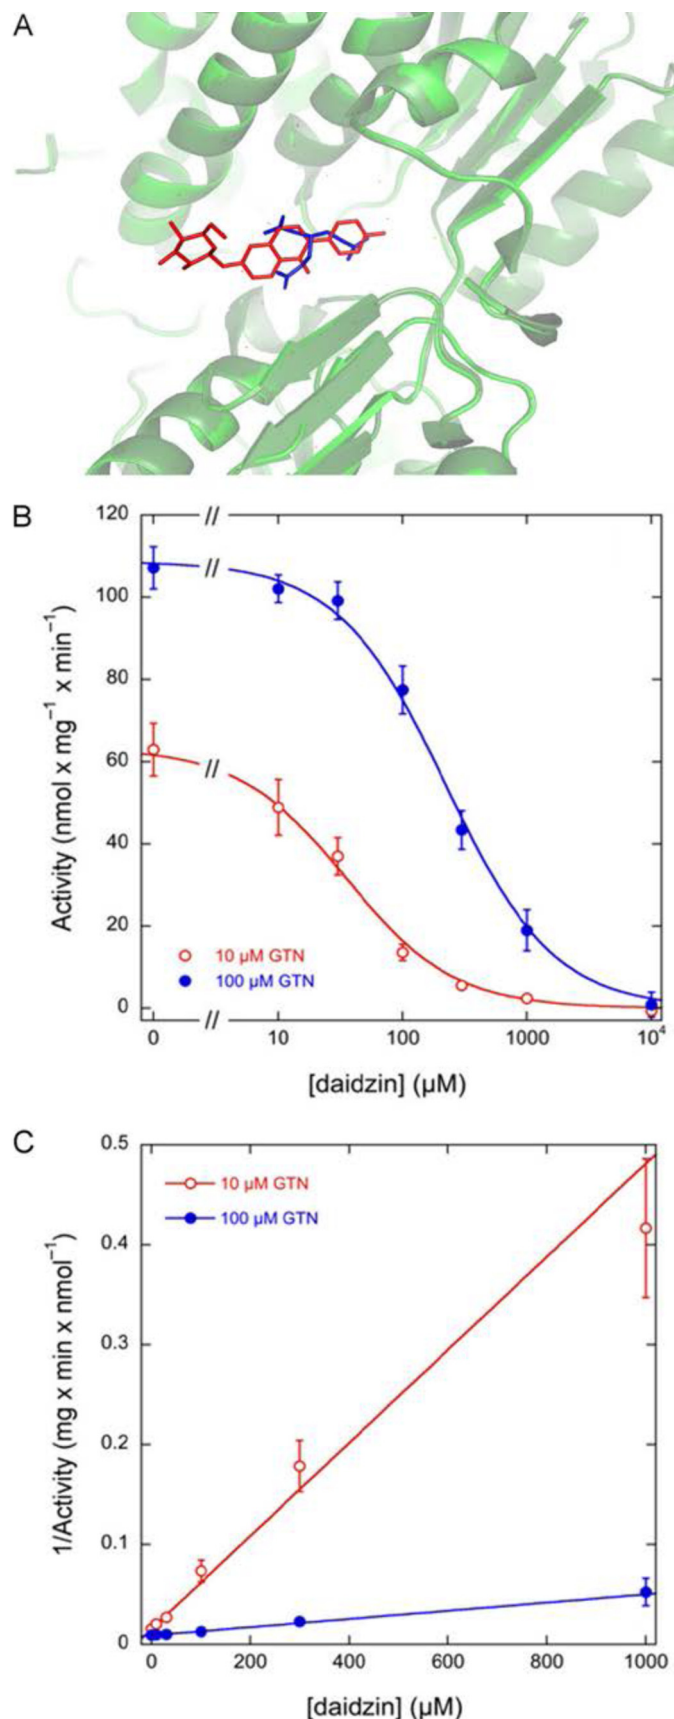 A
B
120
100
80
60
40
20
0
Activity (nmol x mg⁻¹ x min⁻¹)
//
//
10 µM GTN
100 µM GTN
0
10
100
1000
10⁴
[daidzin] (µM)
C
0.5
0.4
0.3
0.2
0.1
0
1/Activity (mg x min x nmol⁻¹)
10 µM GTN
100 µM GTN
0
200
400
600
800
1000
[daidzin] (µM)